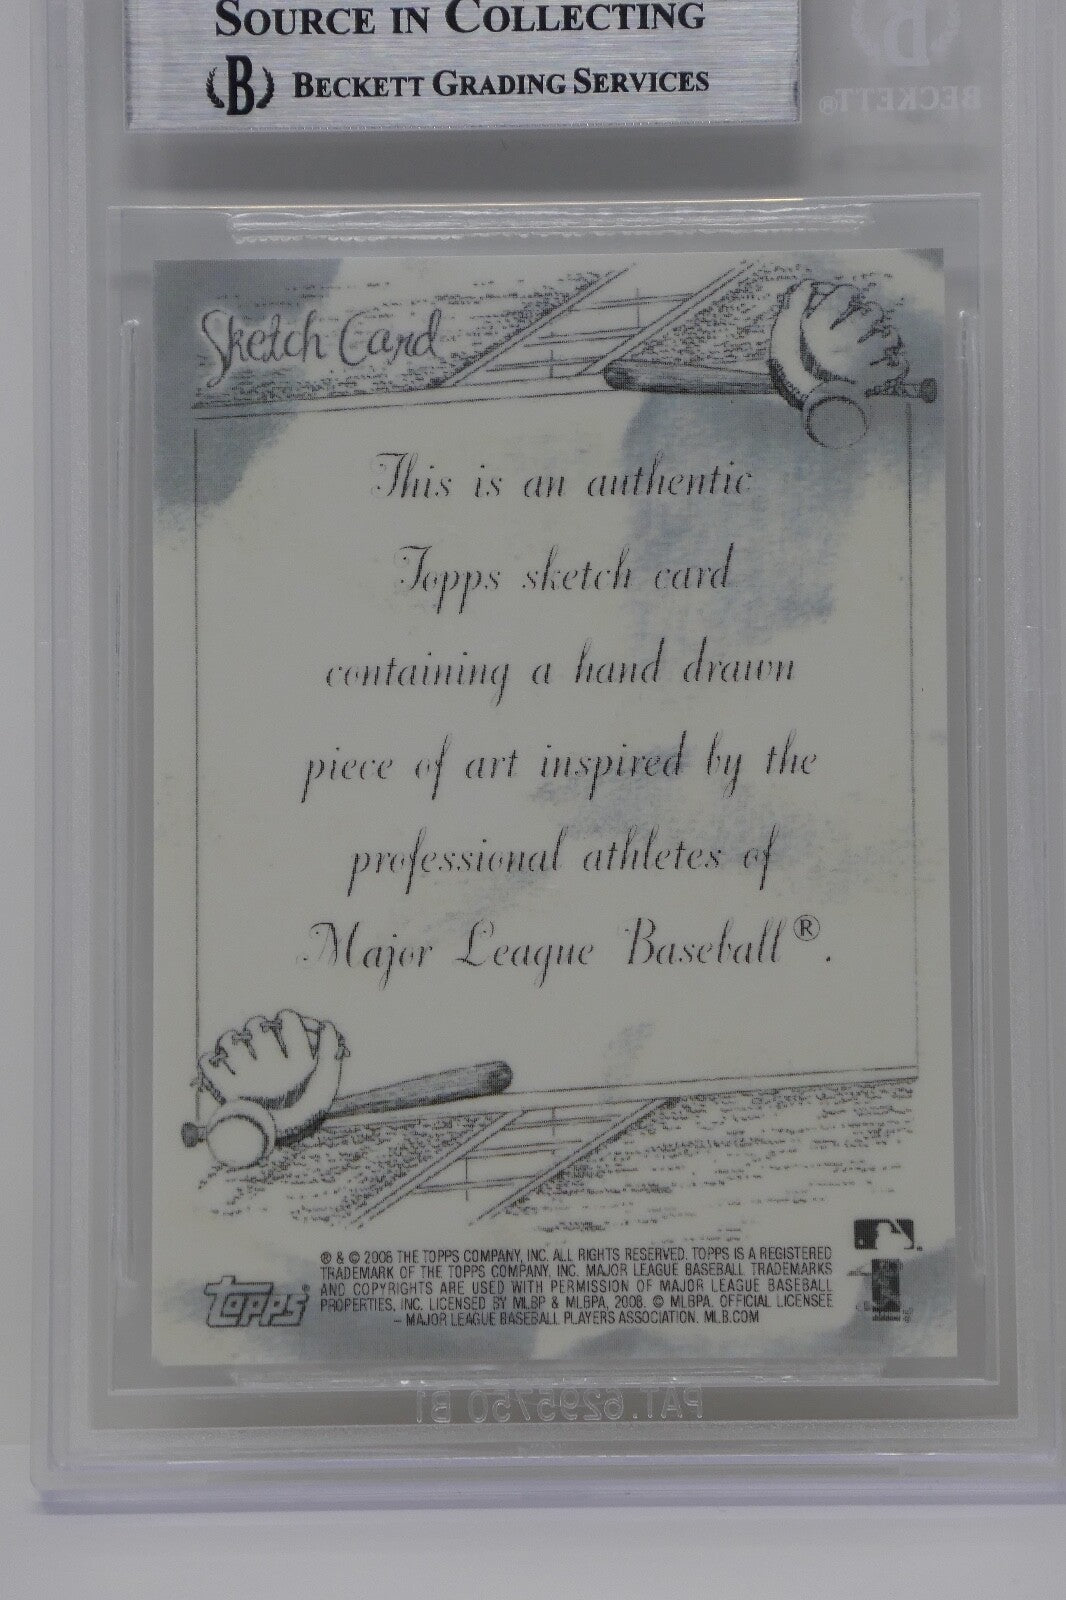 SOURCE IN COLLECTING
B BECKETT GRADING SERVICES
B
BECKETT®
Sketch Card
This is an authentic
Topps sketch card
containing a hand drawn
piece of art inspired by the
professional athletes of
Major League Baseball®.
® & © 2008 THE TOPPS COMPANY, INC. ALL RIGHTS RESERVED. TOPPS IS A REGISTERED
TRADEMARK OF THE TOPPS COMPANY, INC. MAJOR LEAGUE BASEBALL TRADEMARKS
AND COPYRIGHTS ARE USED WITH PERMISSION OF MAJOR LEAGUE BASEBALL
PROPERTIES, INC. LICENSED BY MLBP & MLBPA, 2008. © MLBPA. OFFICIAL LICENSEE
– MAJOR LEAGUE BASEBALL PLAYERS ASSOCIATION. MLB.COM
topps®
PAT. 6295750 B1